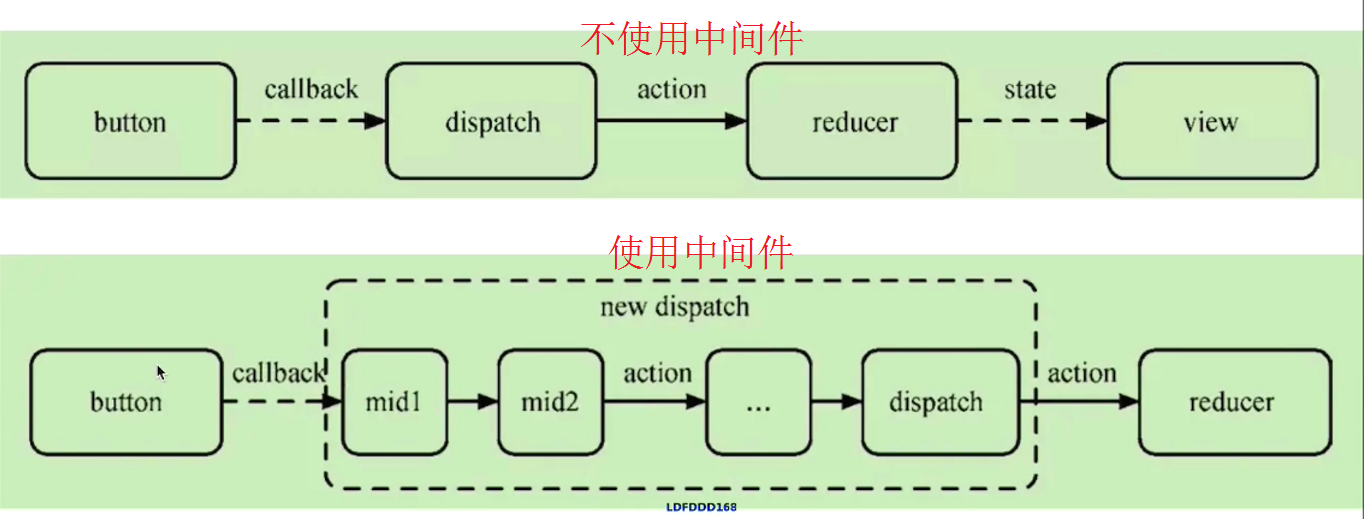 不使用中间件
callback
action
state
button
dispatch
reducer
view
使用中间件
new dispatch
callback
action
action
button
mid1
mid2
...
dispatch
reducer
LDFDDD168